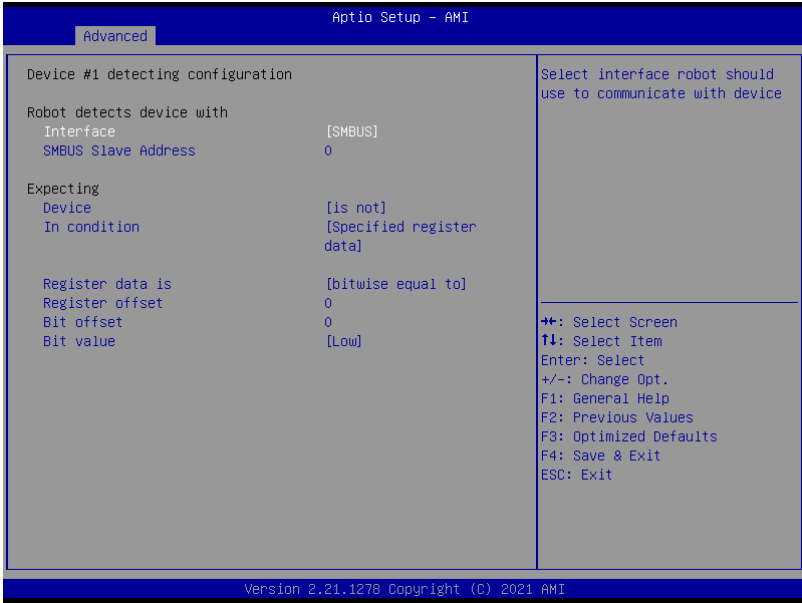 Aptio Setup – AMI
Advanced
Device #1 detecting configuration
Robot detects device with
Interface [SMBUS]
SMBUS Slave Address 0
Expecting
Device [is not]
In condition [Specified register
data]
Register data is [bitwise equal to]
Register offset 0
Bit offset 0
Bit value [Low]
Select interface robot should
use to communicate with device
→←: Select Screen
↑↓: Select Item
Enter: Select
+/-: Change Opt.
F1: General Help
F2: Previous Values
F3: Optimized Defaults
F4: Save & Exit
ESC: Exit
Version 2.21.1278 Copyright (C) 2021 AMI